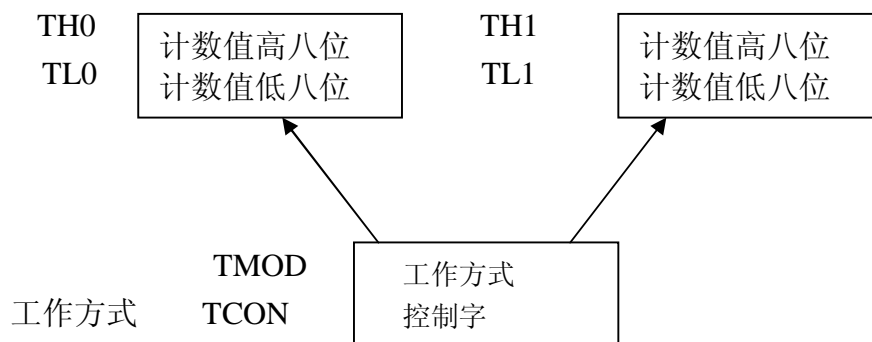 TH0 计数值高八位 TH1 计数值高八位
TL0 计数值低八位 TL1 计数值低八位
TMOD 工作方式
工作方式 TCON 控制字